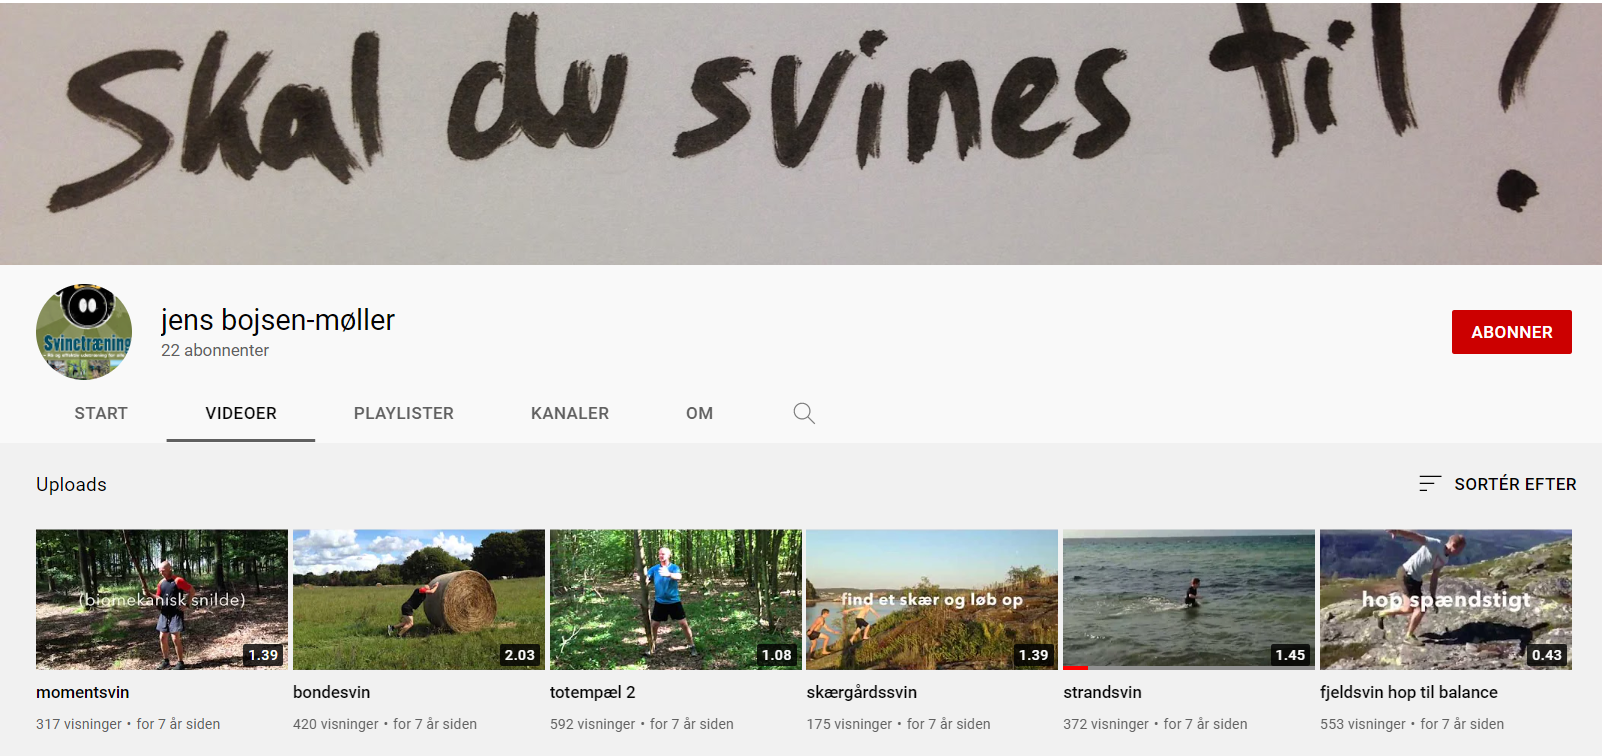 Skal du svines til?
Svinetræning
jens bojsen-møller
22 abonnenter
ABONNER
START
VIDEOER
PLAYLISTER
KANALER
OM
Uploads
SORTÉR EFTER
(biomekanisk snilde)
1.39
2.03
1.08
find et skær og løb op
1.39
1.45
hop spændstigt
0.43
momentsvin
317 visninger • for 7 år siden
bondesvin
420 visninger • for 7 år siden
totempæl 2
592 visninger • for 7 år siden
skærgårdssvin
175 visninger • for 7 år siden
strandsvin
372 visninger • for 7 år siden
fjeldsvin hop til balance
553 visninger • for 7 år siden